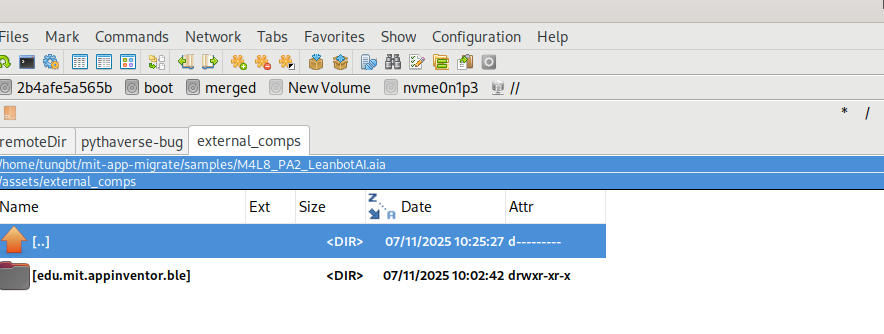 Files Mark Commands Network Tabs Favorites Show Configuration Help
2b4afe5a565b boot merged New Volume nvme0n1p3 //
* /
remoteDir pythaverse-bug external_comps
/home/tungbt/mit-app-migrate/samples/M4L8_PA2_LeanbotAI.aia
/assets/external_comps
Name Ext Size Z A Date Attr
[..] <DIR> 07/11/2025 10:25:27 d---------
[edu.mit.appinventor.ble] <DIR> 07/11/2025 10:02:42 drwxr-xr-x